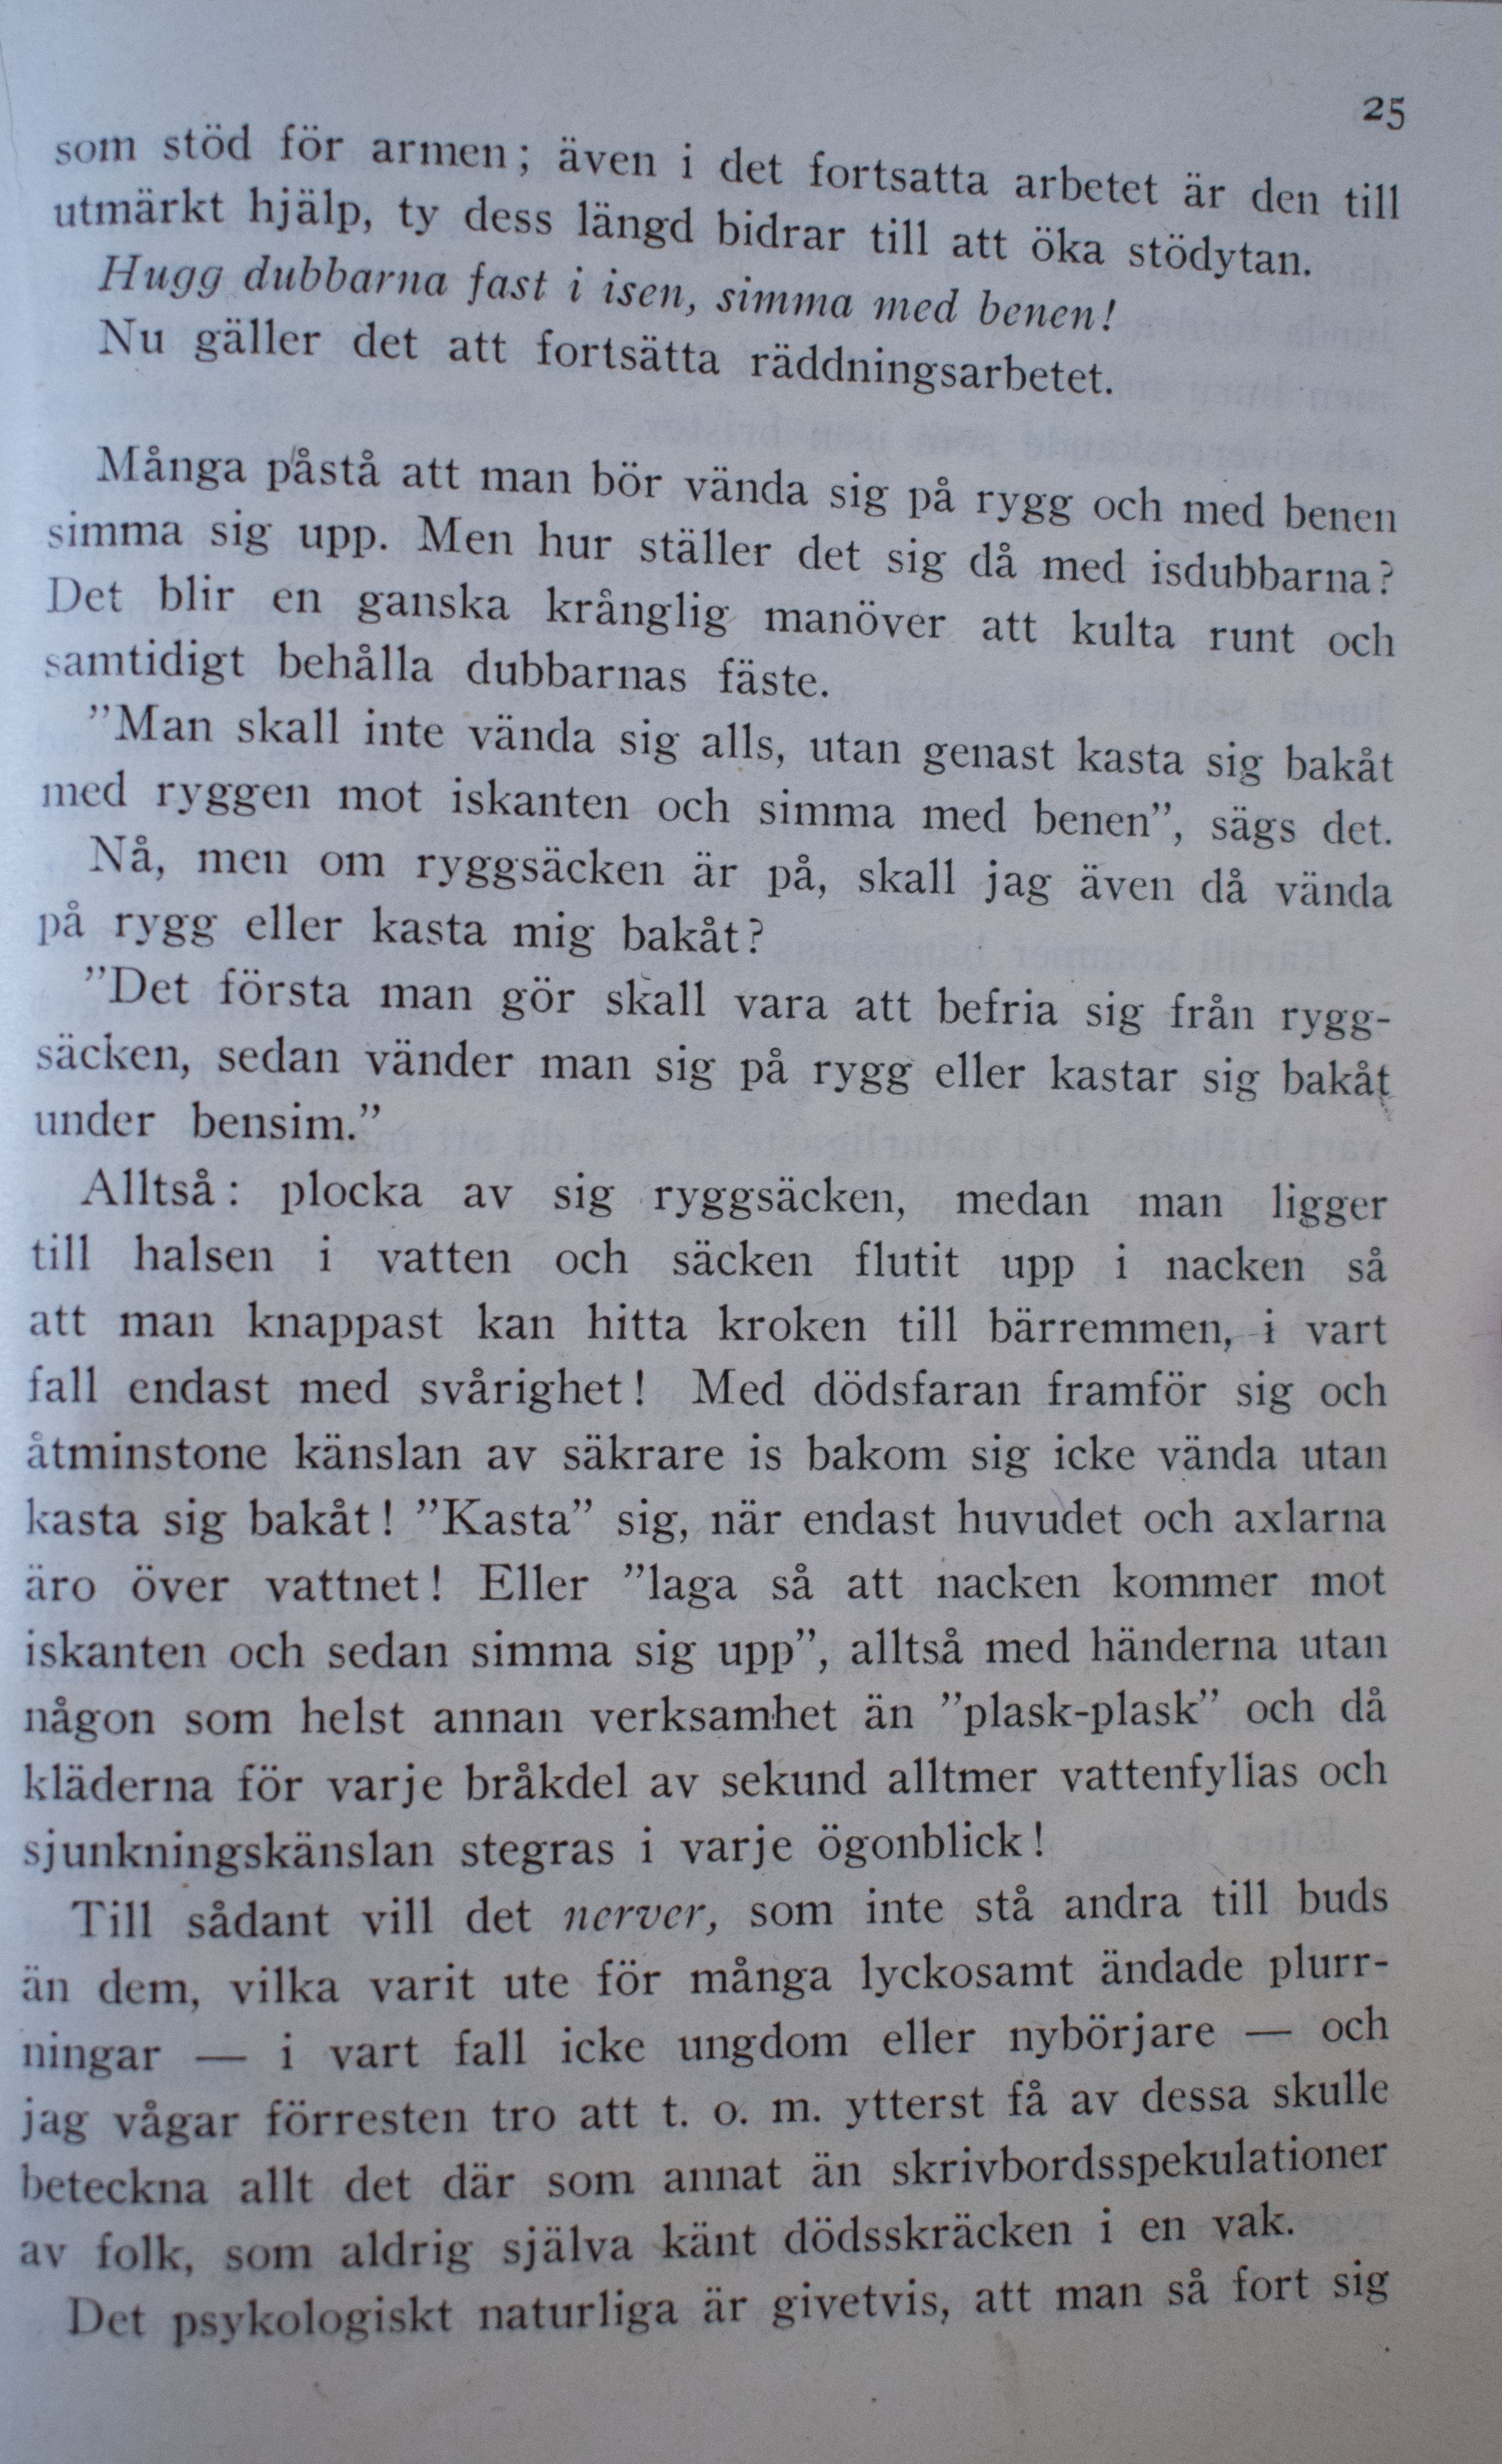 25
som stöd för armen; även i det fortsatta arbetet är den till
utmärkt hjälp, ty dess längd bidrar till att öka stödytan.
Hugg dubbarna fast i isen, simma med benen!
Nu gäller det att fortsätta räddningsarbetet.
Många påstå att man bör vända sig på rygg och med benen
simma sig upp. Men hur ställer det sig då med isdubbarna?
Det blir en ganska krånglig manöver att kulta runt och
samtidigt behålla dubbarnas fäste.
”Man skall inte vända sig alls, utan genast kasta sig bakåt
med ryggen mot iskanten och simma med benen”, sägs det.
Nå, men om ryggsäcken är på, skall jag även då vända
på rygg eller kasta mig bakåt?
”Det första man gör skall vara att befria sig från rygg-
säcken, sedan vänder man sig på rygg eller kastar sig bakåt
under bensim.”
Alltså: plocka av sig ryggsäcken, medan man ligger
till halsen i vatten och säcken flutit upp i nacken så
att man knappast kan hitta kroken till bärremmen, i vart
fall endast med svårighet! Med dödsfaran framför sig och
åtminstone känslan av säkrare is bakom sig icke vända utan
kasta sig bakåt! ”Kasta” sig, när endast huvudet och axlarna
äro över vattnet! Eller ”laga så att nacken kommer mot
iskanten och sedan simma sig upp”, alltså med händerna utan
någon som helst annan verksamhet än ”plask-plask” och då
kläderna för varje bråkdel av sekund alltmer vattenfyllas och
sjunkningskänslan stegras i varje ögonblick!
Till sådant vill det nerver, som inte stå andra till buds
än dem, vilka varit ute för många lyckosamt ändade plurr-
ningar — i vart fall icke ungdom eller nybörjare — och
jag vågar förresten tro att t. o. m. ytterst få av dessa skulle
beteckna allt det där som annat än skrivbordsspekulationer
av folk, som aldrig själva känt dödsskräcken i en vak.
Det psykologiskt naturliga är givetvis, att man så fort sig